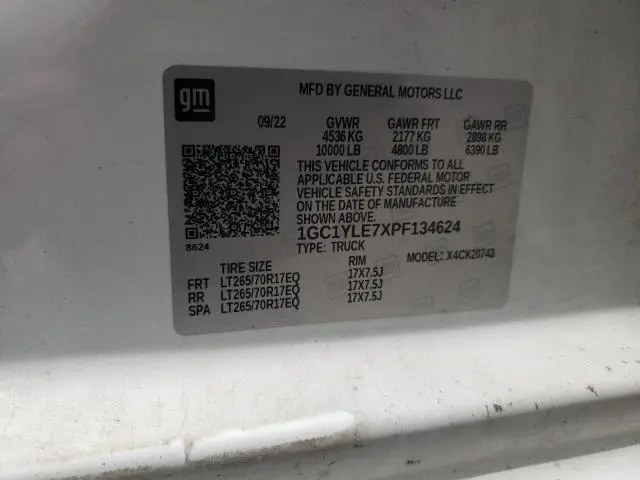 gm
MFD BY GENERAL MOTORS LLC
09/22 GVWR GAWR FRT GAWR RR
4536 KG 2177 KG 2898 KG
10000 LB 4800 LB 6390 LB
THIS VEHICLE CONFORMS TO ALL
APPLICABLE U.S. FEDERAL MOTOR
VEHICLE SAFETY STANDARDS IN EFFECT
ON THE DATE OF MANUFACTURE
SHOWN ABOVE.
8624
1GC1YLE7XPF134624
TYPE: TRUCK MODEL: X4CK20743
TIRE SIZE RIM
FRT LT265/70R17EQ 17X7.5J
RR LT265/70R17EQ 17X7.5J
SPA LT265/70R17EQ 17X7.5J